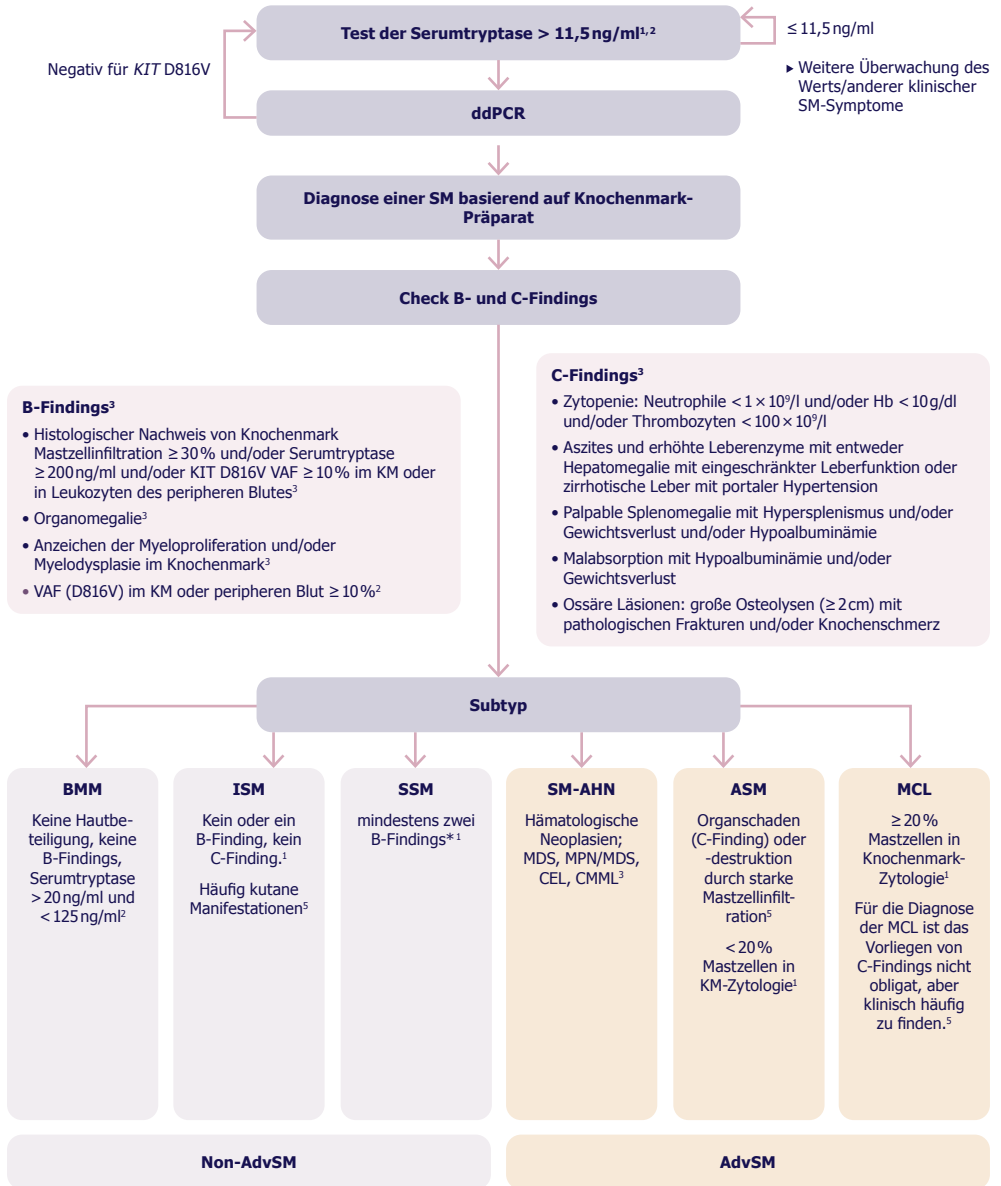 Test der Serumtryptase > 11,5 ng/ml¹,²
≤ 11,5 ng/ml
▸ Weitere Überwachung des
Werts/anderer klinischer
SM-Symptome
Negativ für KIT D816V
ddPCR
Diagnose einer SM basierend auf Knochenmark-
Präparat
Check B- und C-Findings
B-Findings³
• Histologischer Nachweis von Knochenmark
Mastzellinfiltration ≥ 30 % und/oder Serumtryptase
≥ 200 ng/ml und/oder KIT D816V VAF ≥ 10 % im KM oder
in Leukozyten des peripheren Blutes³
• Organomegalie³
• Anzeichen der Myeloproliferation und/oder
Myelodysplasie im Knochenmark³
• VAF (D816V) im KM oder peripheren Blut ≥ 10 %²
C-Findings³
• Zytopenie: Neutrophile < 1 × 10⁹/l und/oder Hb < 10 g/dl
und/oder Thrombozyten < 100 × 10⁹/l
• Aszites und erhöhte Leberenzyme mit entweder
Hepatomegalie mit eingeschränkter Leberfunktion oder
zirrhotische Leber mit portaler Hypertension
• Palpable Splenomegalie mit Hypersplenismus und/oder
Gewichtsverlust und/oder Hypoalbuminämie
• Malabsorption mit Hypoalbuminämie und/oder
Gewichtsverlust
• Ossäre Läsionen: große Osteolysen (≥ 2 cm) mit
pathologischen Frakturen und/oder Knochenschmerz
Subtyp
BMM
Keine Hautbe-
teiligung, keine
B-Findings,
Serumtryptase
> 20 ng/ml und
< 125 ng/ml²
ISM
Kein oder ein
B-Finding, kein
C-Finding.¹
Häufig kutane
Manifestationen⁵
SSM
mindestens zwei
B-Findings* ¹
SM-AHN
Hämatologische
Neoplasien;
MDS, MPN/MDS,
CEL, CMML³
ASM
Organschaden
(C-Finding) oder
-destruktion
durch starke
Mastzellinfilt-
ration⁵
< 20 %
Mastzellen in
KM-Zytologie¹
MCL
≥ 20 %
Mastzellen in
Knochenmark-
Zytologie¹
Für die Diagnose
der MCL ist das
Vorliegen von
C-Findings nicht
obligat, aber
klinisch häufig
zu finden.⁵
Non-AdvSM
AdvSM